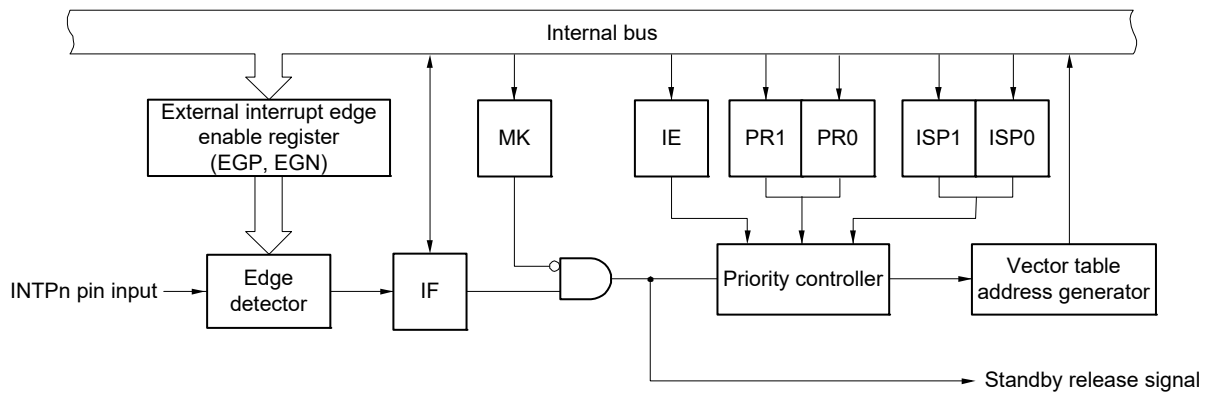 Internal bus
External interrupt edge
enable register
(EGP, EGN)
MK
IE
PR1
PR0
ISP1
ISP0
INTPn pin input
Edge
detector
IF
Priority controller
Vector table
address generator
Standby release signal